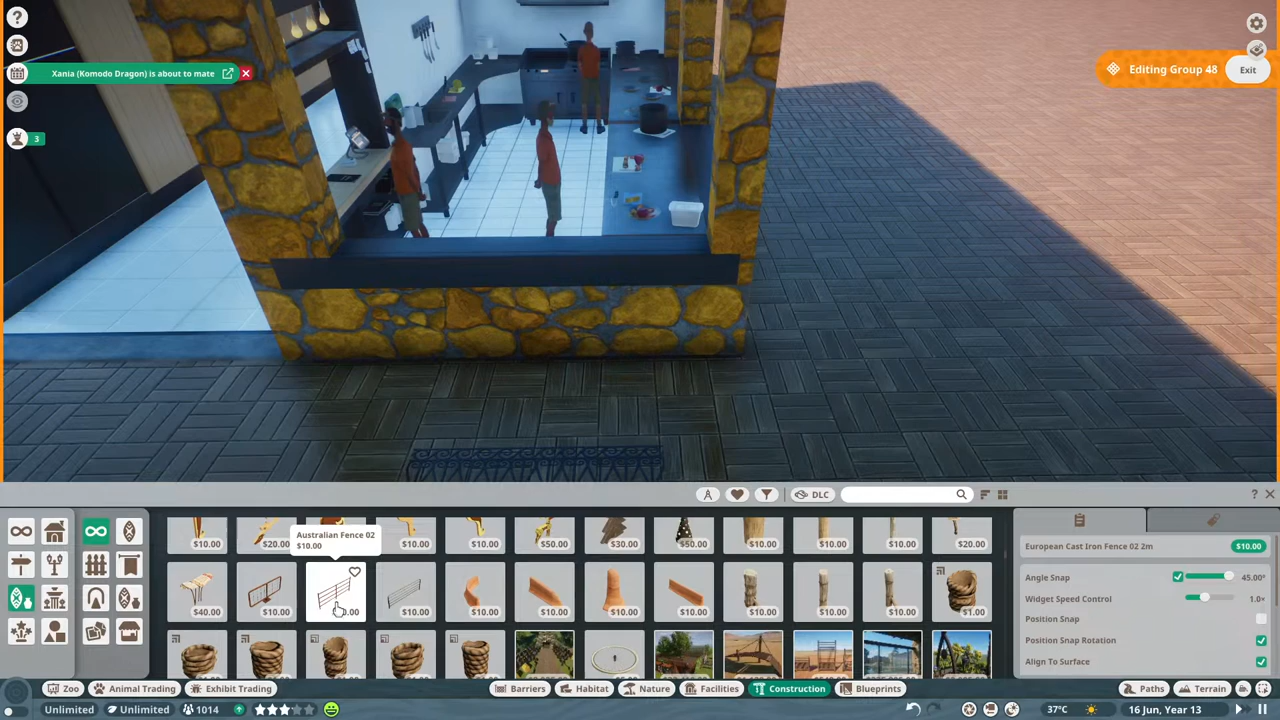 ?
Xania (Komodo Dragon) is about to mate
3
Editing Group 48
Exit
DLC
?
Australian Fence 02
$10.00
$10.00 $20.00 $10.00 $10.00 $50.00 $30.00 $50.00 $10.00 $10.00 $10.00 $20.00
$40.00 $10.00 $10.00 $10.00 $10.00 $10.00 $10.00 $10.00 $10.00 $10.00 $1.00
European Cast Iron Fence 02 2m $10.00
Angle Snap 45.00°
Widget Speed Control 1.0×
Position Snap
Position Snap Rotation
Align To Surface
Zoo Animal Trading Exhibit Trading Barriers Habitat Nature Facilities Construction Blueprints Paths Terrain
Unlimited Unlimited 1014 37°C 16 Jun, Year 13